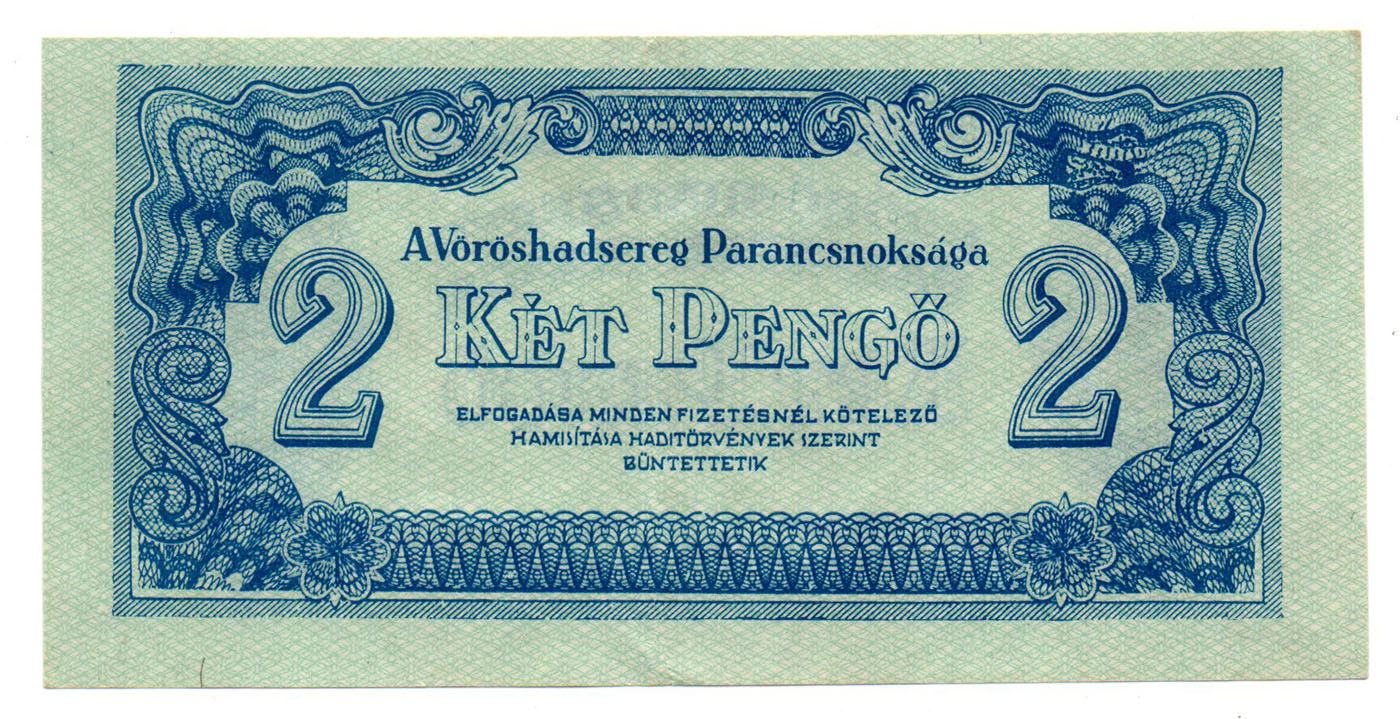 A Vöröshadsereg Parancsnoksága
2 KÉT PENGŐ 2
ELFOGADÁSA MINDEN FIZETÉSNÉL KÖTELEZŐ
HAMISÍTÁSA HADITÖRVÉNYEK SZERINT
BÜNTETTETIK